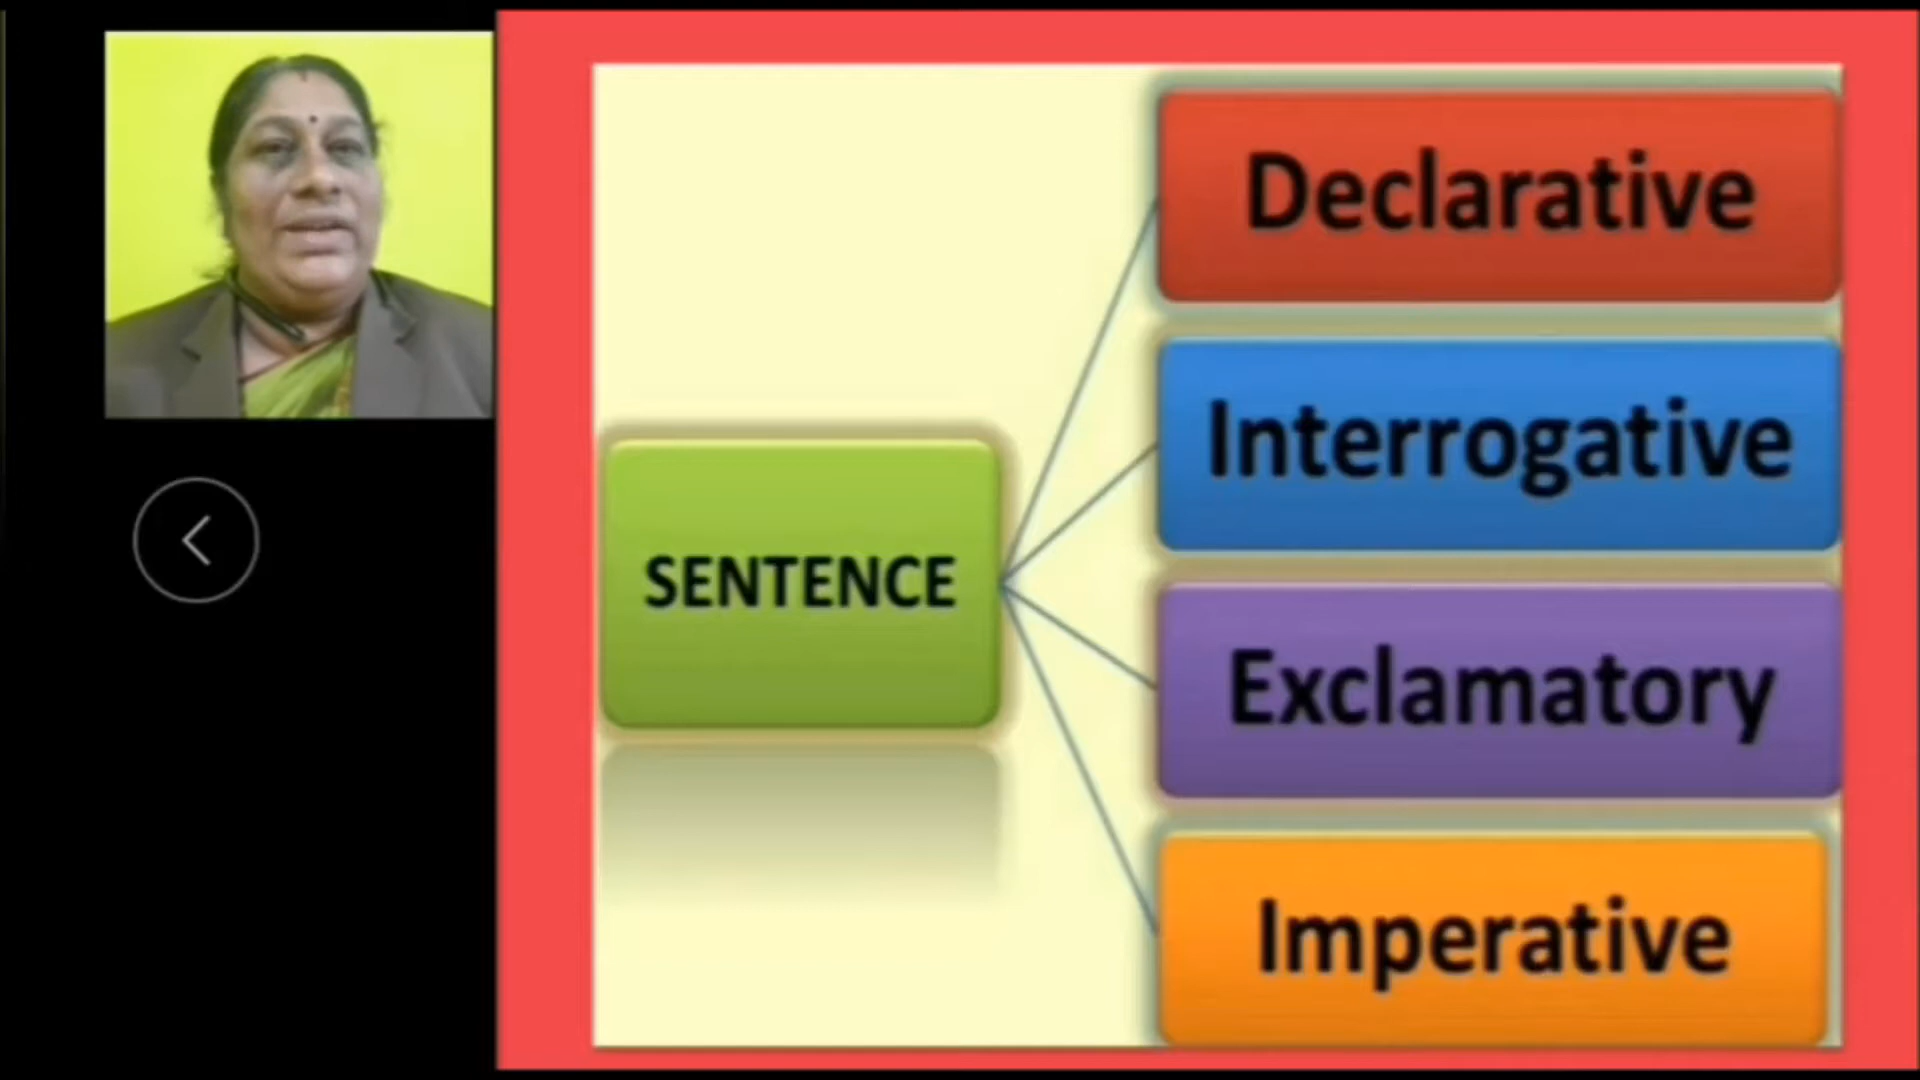 Declarative
Interrogative
SENTENCE
Exclamatory
Imperative